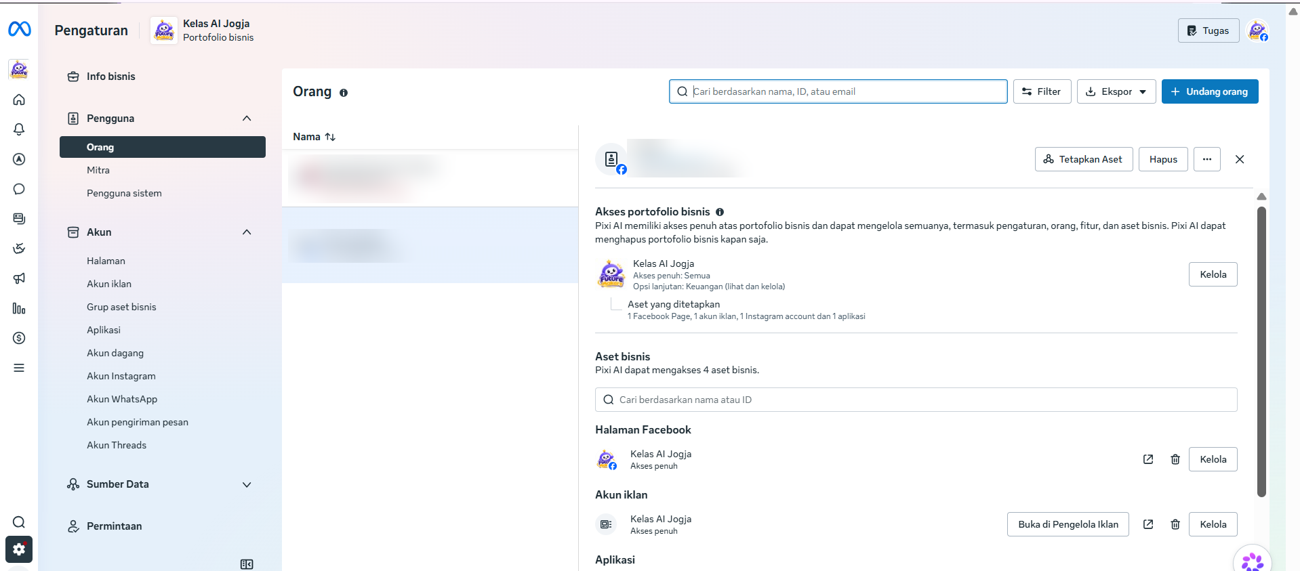 Pengaturan
Kelas AI Jogja
Portofolio bisnis
Tugas
Info bisnis
Pengguna
Orang
Mitra
Pengguna sistem
Akun
Halaman
Akun iklan
Grup aset bisnis
Aplikasi
Akun dagang
Akun Instagram
Akun WhatsApp
Akun pengiriman pesan
Akun Threads
Sumber Data
Permintaan
Orang
Cari berdasarkan nama, ID, atau email
Filter
Ekspor
+ Undang orang
Nama
Tetapkan Aset
Hapus
Akses portofolio bisnis
Pixi AI memiliki akses penuh atas portofolio bisnis dan dapat mengelola semuanya, termasuk pengaturan, orang, fitur, dan aset bisnis. Pixi AI dapat
menghapus portofolio bisnis kapan saja.
Kelas AI Jogja
Akses penuh: Semua
Opsi lanjutan: Keuangan (lihat dan kelola)
Kelola
Aset yang ditetapkan
1 Facebook Page, 1 akun iklan, 1 Instagram account dan 1 aplikasi
Aset bisnis
Pixi AI dapat mengakses 4 aset bisnis.
Cari berdasarkan nama atau ID
Halaman Facebook
Kelas AI Jogja
Akses penuh
Kelola
Akun iklan
Kelas AI Jogja
Akses penuh
Buka di Pengelola Iklan
Kelola
Aplikasi